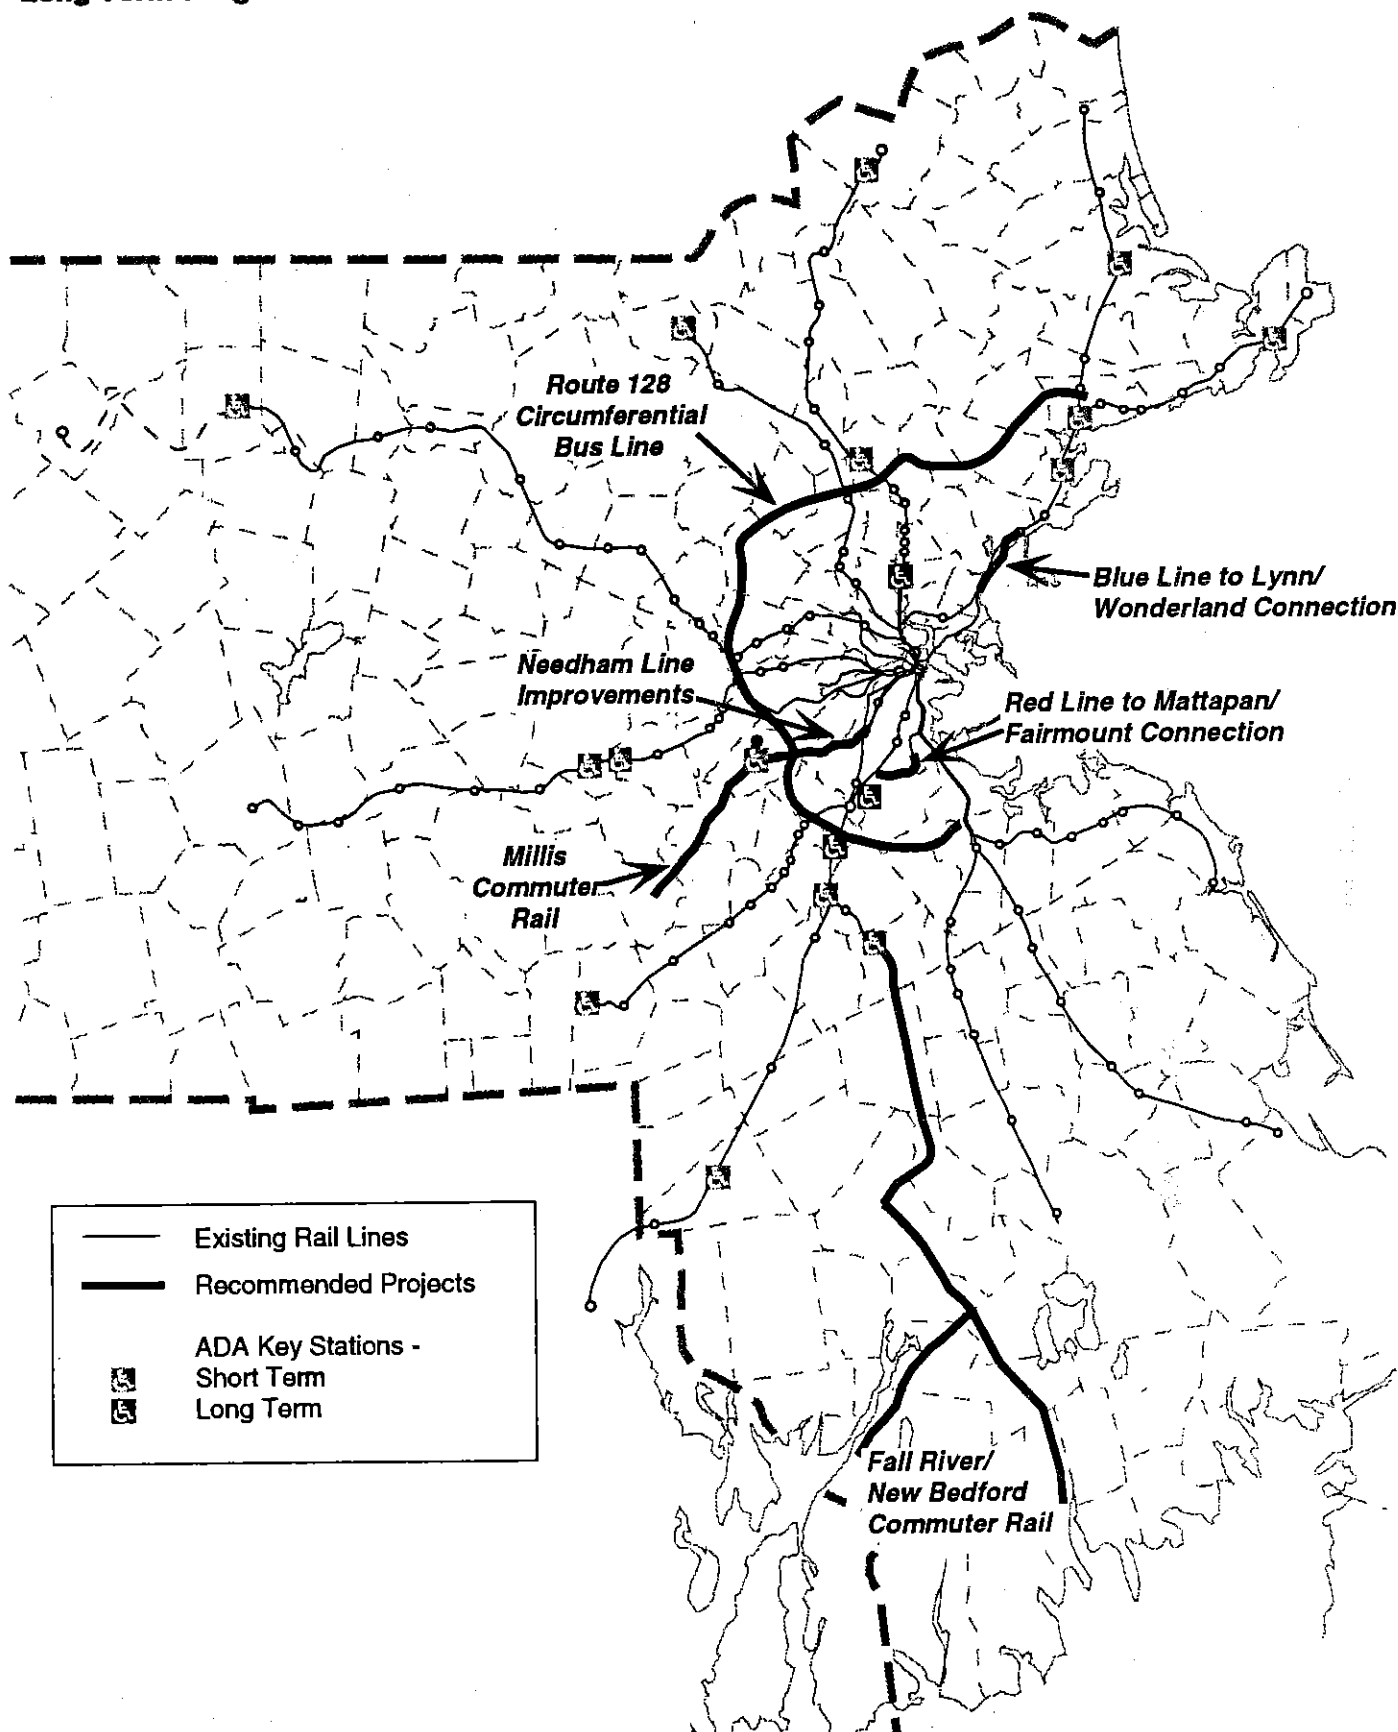 Route 128
Circumferential
Bus Line
Blue Line to Lynn/
Wonderland Connection
Needham Line
Improvements
Red Line to Mattapan/
Fairmount Connection
Millis
Commuter
Rail
Existing Rail Lines
Recommended Projects
ADA Key Stations -
Short Term
Long Term
Fall River/
New Bedford
Commuter Rail